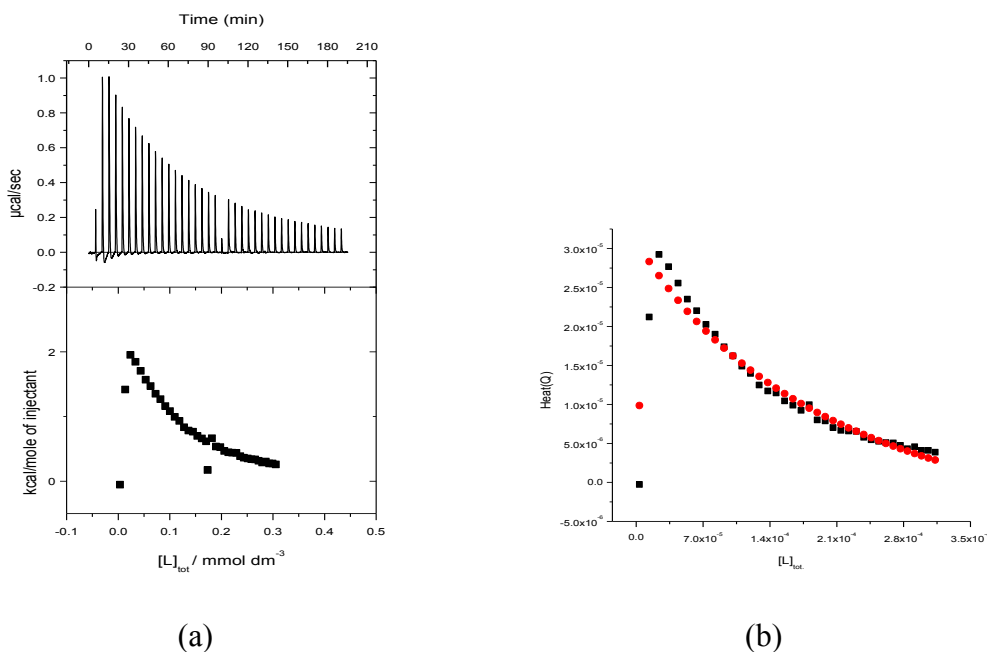 Time (min)
0 30 60 90 120 150 180 210
1.0
0.8
0.6
0.4
0.2
0.0
-0.2
µcal/sec
2
0
kcal/mole of injectant
-0.1 0.0 0.1 0.2 0.3 0.4 0.5
[L]tot / mmol dm-3
(a)
3.0x10-5
2.5x10-5
2.0x10-5
1.5x10-5
1.0x10-5
5.0x10-6
0.0
-5.0x10-6
Heat(Q)
0.0 7.0x10-5 1.4x10-4 2.1x10-4 2.8x10-4
[L]tot.
(b)